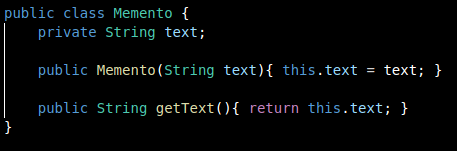 public class Memento {
    private String text;
    public Memento(String text){ this.text = text; }
    public String getText(){ return this.text; }
}